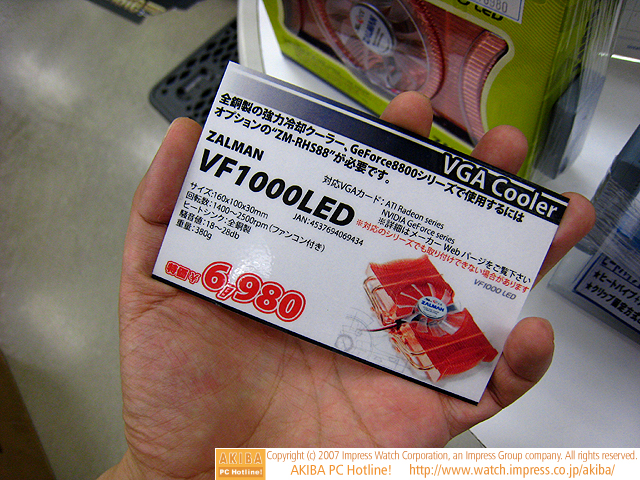 VGA Cooler
全銅製の強力冷却クーラー、GeForce8800シリーズで使用するには
オプションの"ZM-RHS88"が必要です。
ZALMAN
VF1000LED
対応VGAカード：ATI Radeon series
NVIDIA GeForce series
※詳細はメーカー Web ページをご覧下さい
※対応のシリーズでも取り付けできない場合があります
JAN:4537694069434
サイズ:160x100x30mm
回転数：1400～2500rpm (ファンコン付き)
ヒートシンク：全銅製
騒音値：18～28db
重量：380g
特価￥6,980
ZALMAN
VF1000 LED
LED
AKIBA
PC Hotline!
Copyright (c) 2007 Impress Watch Corporation, an Impress Group company. All rights reserved.
AKIBA PC Hotline! http://www.watch.impress.co.jp/akiba/